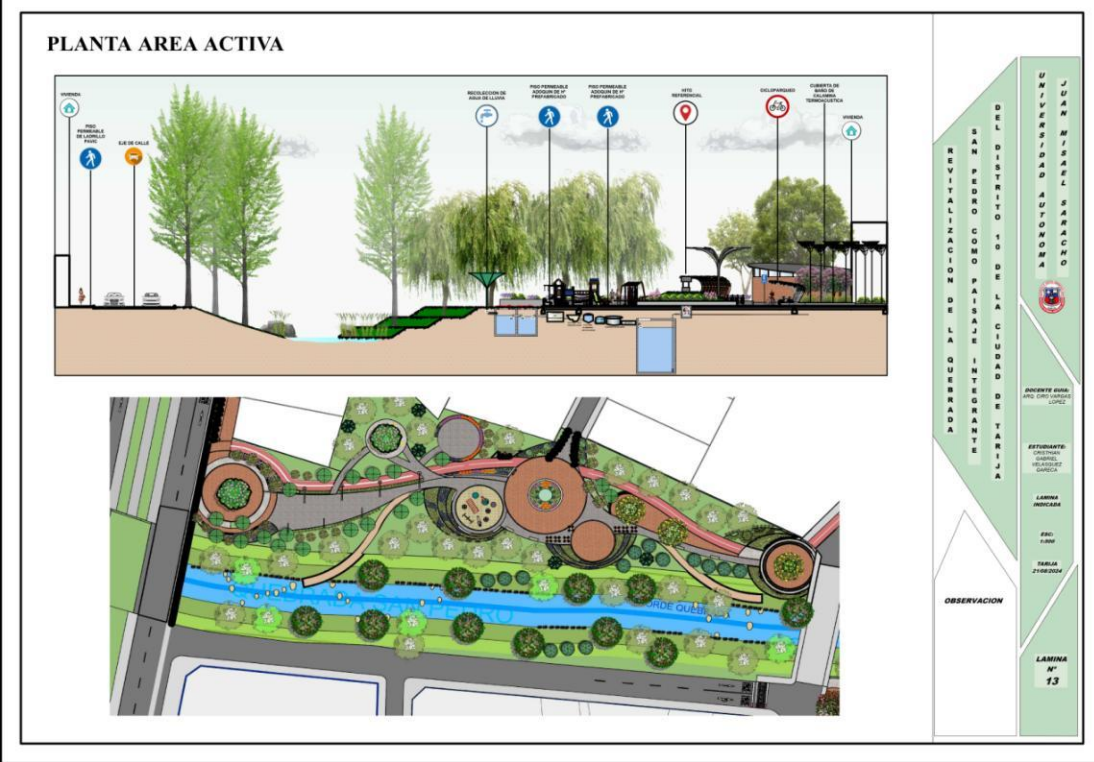 PLANTA AREA ACTIVA
VIVIENDA
PISO
PERMEABLE
DE LADRILLO
PAVIC
EJE DE CALLE
RECOLECCION DE
AGUA DE LLUVIA
PISO PERMEABLE
ADOQUIN DE Hº
PREFABRICADO
PISO PERMEABLE
ADOQUIN DE Hº
PREFABRICADO
HITO
REFERENCIAL
CICLOPARQUEO
CUBIERTA DE
CALAMINA
TERMOACUSTICA
VIVIENDA
QUEBRADA SAN PEDRO
REVITALIZACION DE LA QUEBRADA
SAN PEDRO COMO PAISAJE INTEGRANTE
DEL DISTRITO 10 DE LA CIUDAD DE TARIJA
UNIVERSIDAD AUTONOMA
JUAN MISAEL SARACHO
DOCENTE GUIA:
ARQ. CIRO VARGAS
LOPEZ
ESTUDIANTE:
CRISTHIAN
GABRIEL
VELASQUEZ
GARECA
LAMINA
INDICADA
ESC:
1:500
TARIJA
21/08/2024
OBSERVACION
LAMINA
Nº
13